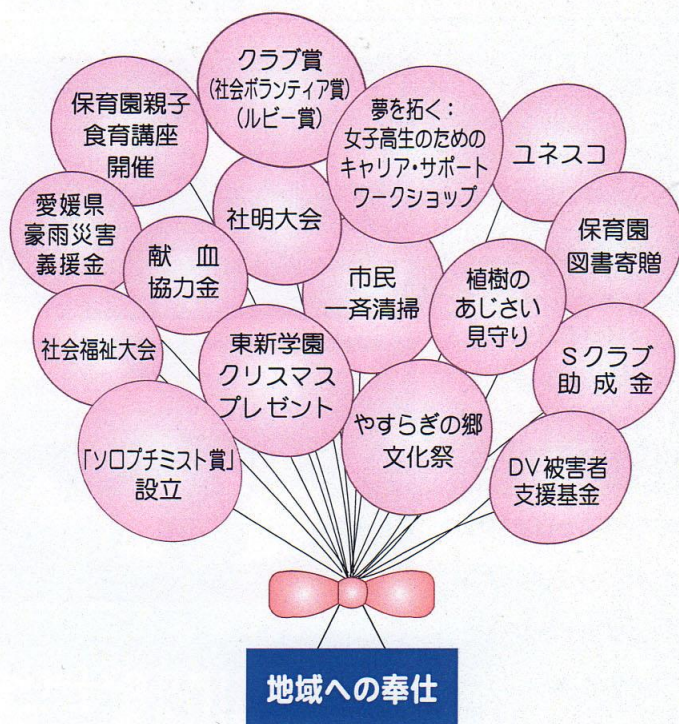 クラブ賞
(社会ボランティア賞)
(ルビー賞)
保育園親子
食育講座
開催
夢を拓く：
女子高生のための
キャリア・サポート
ワークショップ
ユネスコ
愛媛県
豪雨災害
義援金
献血
協力金
社明大会
市民
一斉清掃
植樹の
あじさい
見守り
保育園
図書寄贈
社会福祉大会
東新学園
クリスマス
プレゼント
Sクラブ
助成金
「ソロプチミスト賞」
設立
やすらぎの郷
文化祭
DV被害者
支援基金
地域への奉仕